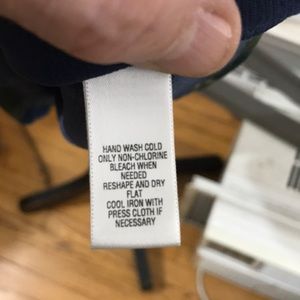 HAND WASH COLD
ONLY NON-CHLORINE
BLEACH WHEN
NEEDED
RESHAPE AND DRY
FLAT
COOL IRON WITH
PRESS CLOTH IF
NECESSARY